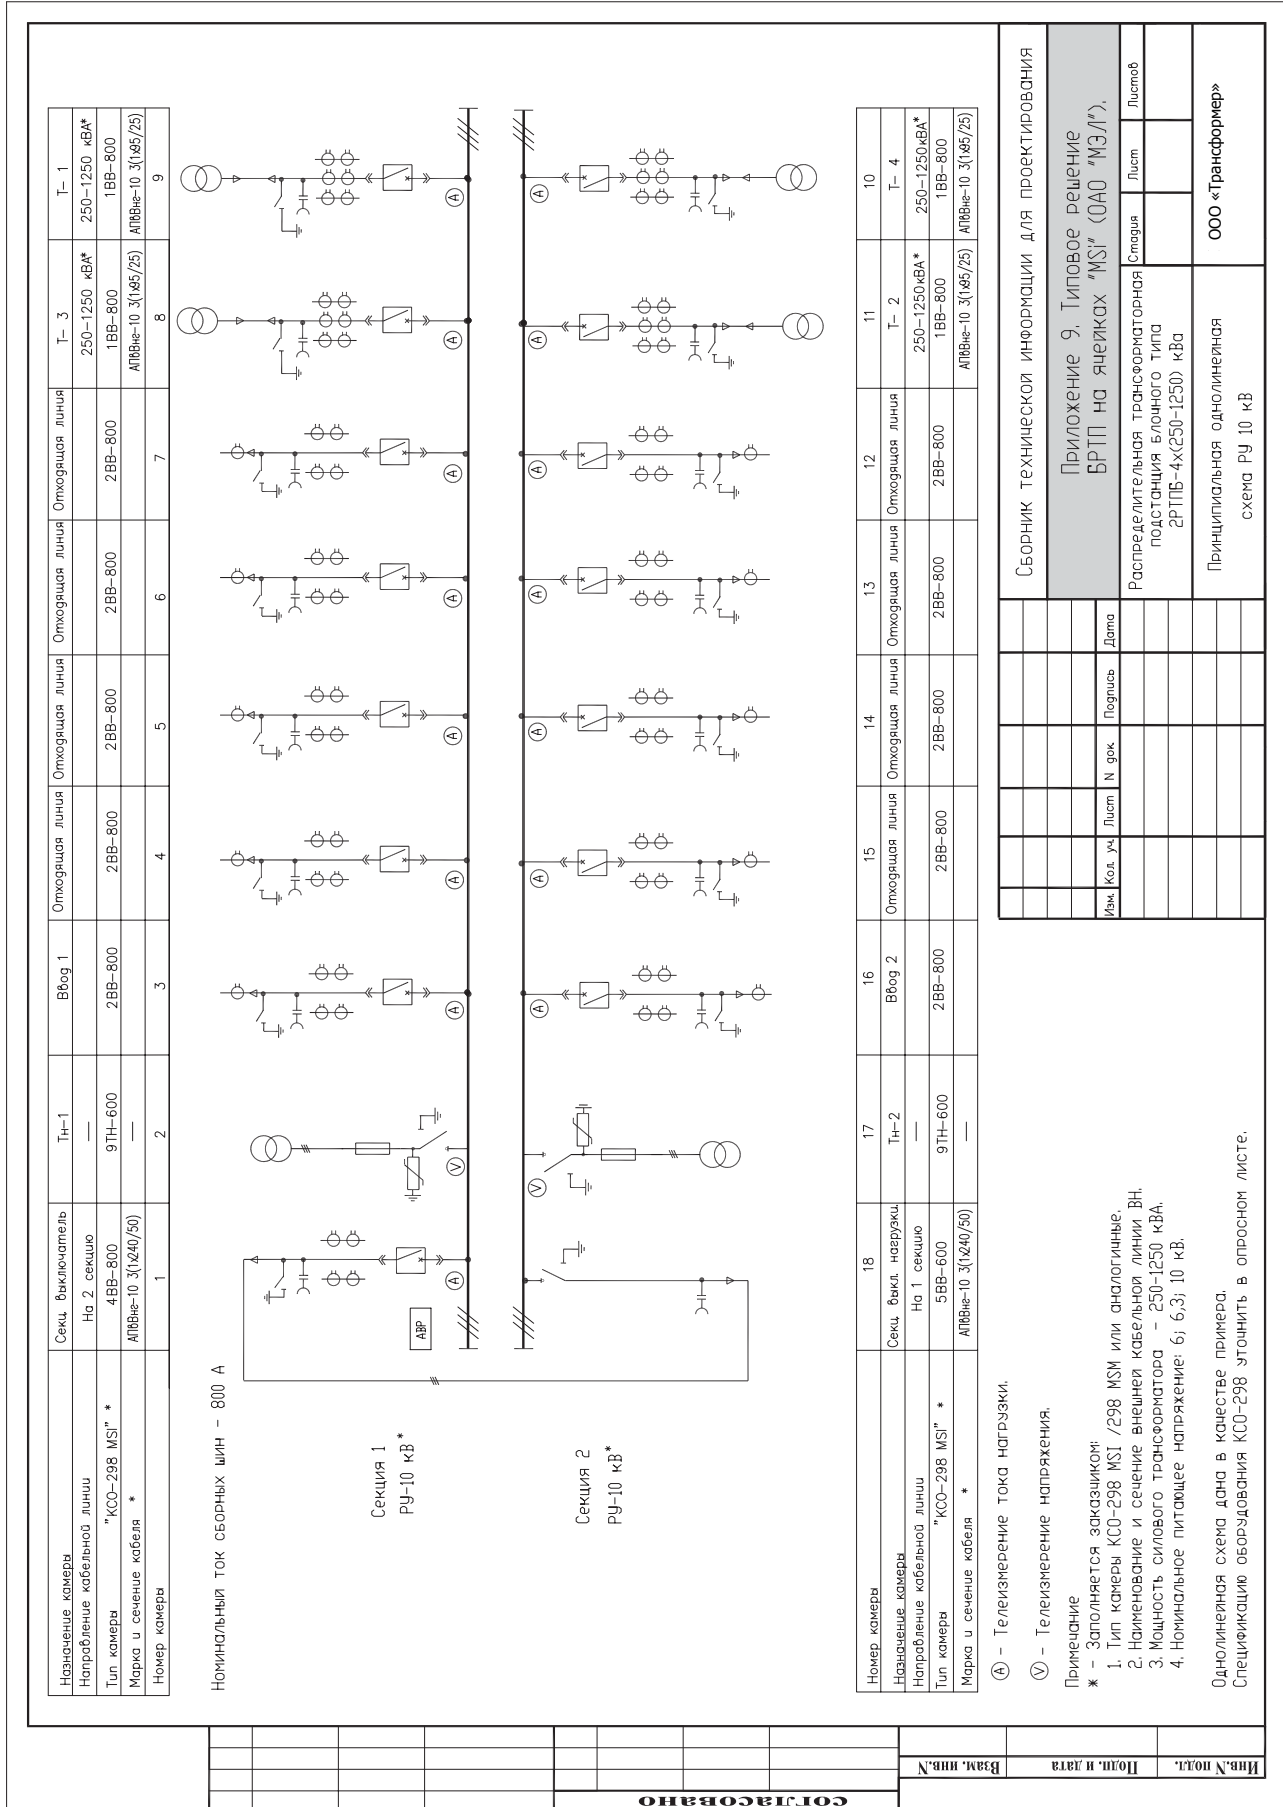 Назначение камеры Секц. выключатель Тн-1 Ввод 1 Отходящая линия Отходящая линия Отходящая линия Отходящая линия Т- 3 Т- 1
Направление кабельной линии На 2 секцию — 250-1250 кВА* 250-1250 кВА*
Тип камеры "КСО-298 MSI" * 4ВВ-800 9ТН-600 2ВВ-800 2ВВ-800 2ВВ-800 2ВВ-800 2ВВ-800 1ВВ-800 1ВВ-800
Марка и сечение кабеля * АПвВнг-10 3(1х240/50) — АПвВнг-10 3(1х95/25) АПвВнг-10 3(1х95/25)
Номер камеры 1 2 3 4 5 6 7 8 9
Номинальный ток сборных шин - 800 А
Секция 1
РУ-10 кВ*
АВР
A V A A A A A A A
Секция 2
РУ-10 кВ*
V A A A A A A A
Номер камеры 18 17 16 15 14 13 12 11 10
Назначение камеры Секц. выкл. нагрузки. Тн-2 Ввод 2 Отходящая линия Отходящая линия Отходящая линия Отходящая линия Т- 2 Т- 4
Направление кабельной линии На 1 секцию — 250-1250кВА* 250-1250кВА*
Тип камеры "КСО-298 MSI" * 5ВВ-600 9ТН-600 2ВВ-800 2ВВ-800 2ВВ-800 2ВВ-800 2ВВ-800 1ВВ-800 1ВВ-800
Марка и сечение кабеля * АПвВнг-10 3(1х240/50) — АПвВнг-10 3(1х95/25) АПвВнг-10 3(1х95/25)
A - Телеизмерение тока нагрузки.
V - Телеизмерение напряжения.
Примечание
* - Заполняется заказчиком:
1. Тип камеры КСО-298 MSI /298 MSM или аналогичные.
2. Наименование и сечение внешней кабельной линии ВН.
3. Мощность силового трансформатора - 250-1250 кВА.
4. Номинальное питающее напряжение: 6; 6,3; 10 кВ.
Однолинейная схема дана в качестве примера.
Спецификацию оборудования КСО-298 уточнить в опросном листе.
Сборник технической информации для проектирования
Приложение 9. Типовое решение
БРТП на ячейках "MSi" (ОАО "МЭЛ").
Изм. Кол. уч. Лист N док Подпись Дата
Распределительная трансформаторная
подстанция блочного типа
2РТПБ-4х(250-1250) кВа
Стадия Лист Листов
Принципиальная однолинейная
схема РУ 10 кВ
ООО «Трансформер»
согласовано
Взам. инв.N
Подп. и дата
Инв.N подл.